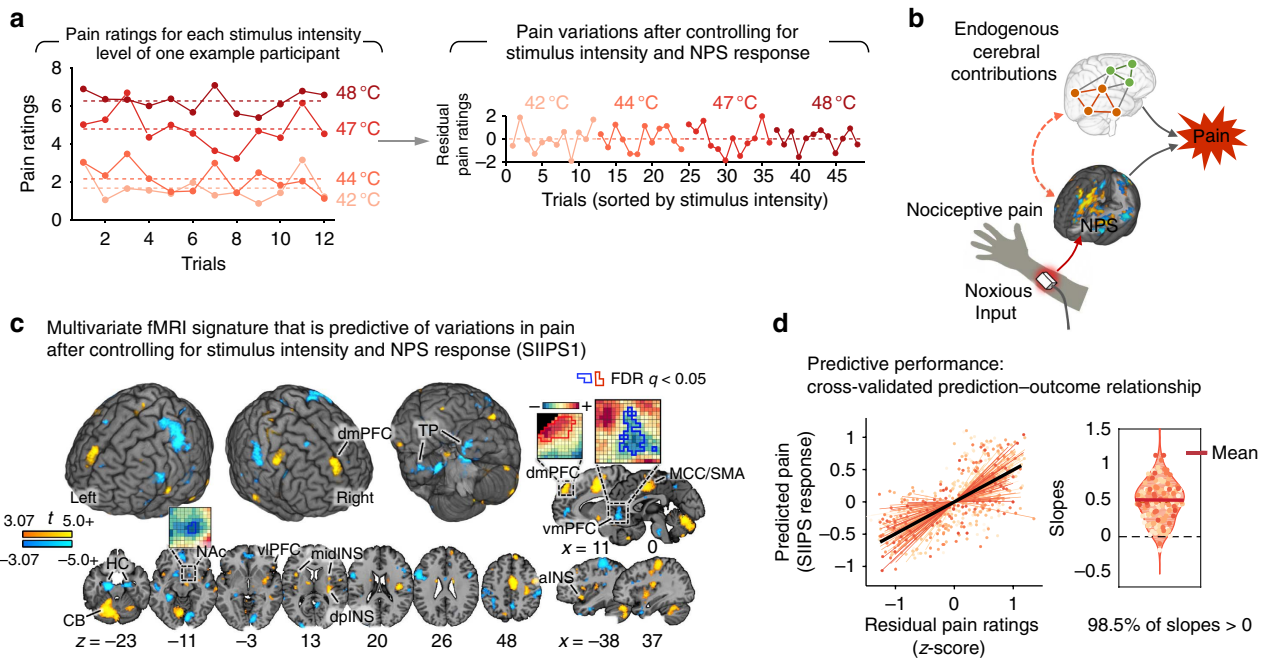 a
Pain ratings for each stimulus intensity
level of one example participant
Pain ratings
8
6
4
2
0
48 °C
47 °C
44 °C
42 °C
2 4 6 8 10 12
Trials
Pain variations after controlling for
stimulus intensity and NPS response
Residual
pain ratings
2
0
−2
42 °C 44 °C 47 °C 48 °C
0 5 10 15 20 25 30 35 40 45
Trials (sorted by stimulus intensity)
b
Endogenous
cerebral
contributions
Pain
NPS
Nociceptive pain
Noxious
Input
c
Multivariate fMRI signature that is predictive of variations in pain
after controlling for stimulus intensity and NPS response (SIIPS1)
FDR q < 0.05
− +
dmPFC
TP
dmPFC
MCC/SMA
Left
Right
vmPFC
x = 11 0
3.07 t 5.0+
−3.07 −5.0+
HC
NAc
vlPFC
midINS
aINS
CB
dpINS
z = −23 −11 −3 13 20 26 48 x = −38 37
d
Predictive performance:
cross-validated prediction–outcome relationship
Predicted pain
(SIIPS response)
1
0.5
0
−0.5
−1
−1 0 1
Residual pain ratings
(z-score)
Slopes
1.5
1
0.5
0
−0.5
Mean
98.5% of slopes > 0